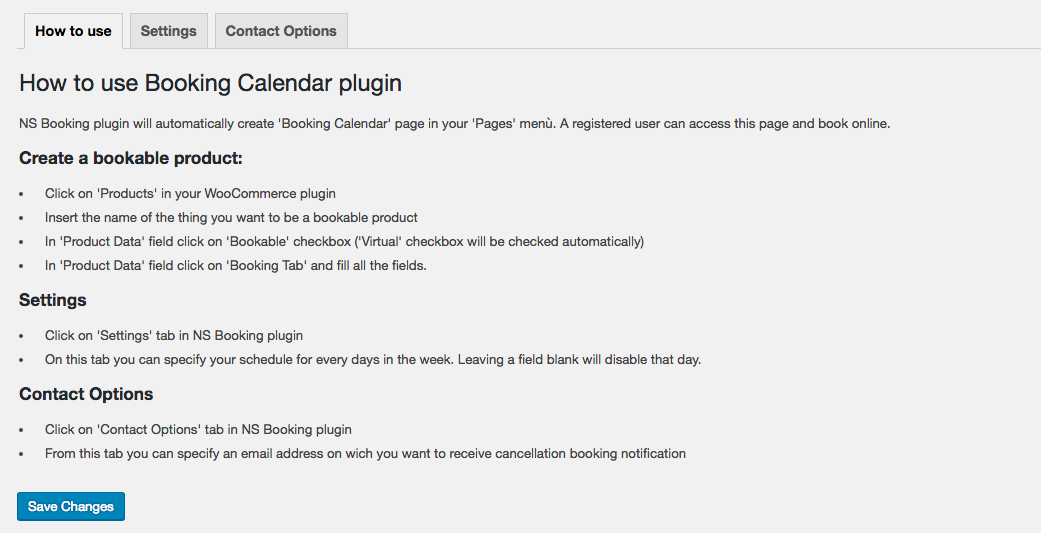 How to use
Settings
Contact Options
How to use Booking Calendar plugin
NS Booking plugin will automatically create 'Booking Calendar' page in your 'Pages' menù. A registered user can access this page and book online.
Create a bookable product:
• Click on 'Products' in your WooCommerce plugin
• Insert the name of the thing you want to be a bookable product
• In 'Product Data' field click on 'Bookable' checkbox ('Virtual' checkbox will be checked automatically)
• In 'Product Data' field click on 'Booking Tab' and fill all the fields.
Settings
• Click on 'Settings' tab in NS Booking plugin
• On this tab you can specify your schedule for every days in the week. Leaving a field blank will disable that day.
Contact Options
• Click on 'Contact Options' tab in NS Booking plugin
• From this tab you can specify an email address on wich you want to receive cancellation booking notification
Save Changes